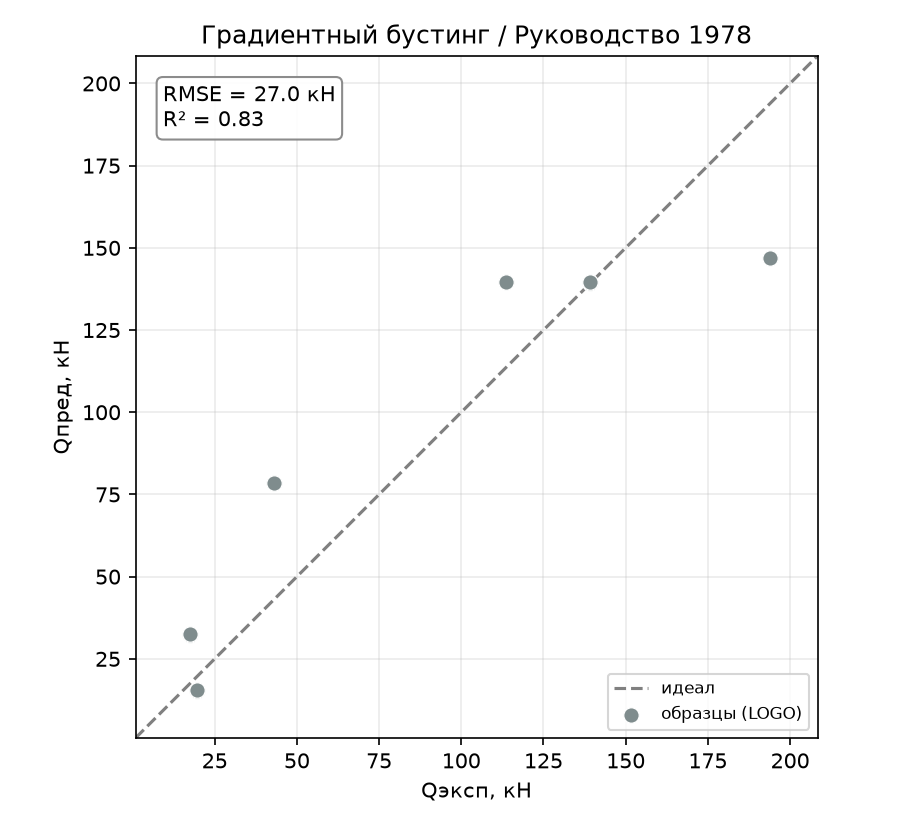 Градиентный бустинг / Руководство 1978
RMSE = 27.0 кН
R² = 0.83
200
175
150
125
100
75
50
25
Qпред, кН
идеал
образцы (LOGO)
25 50 75 100 125 150 175 200
Qэксп, кН